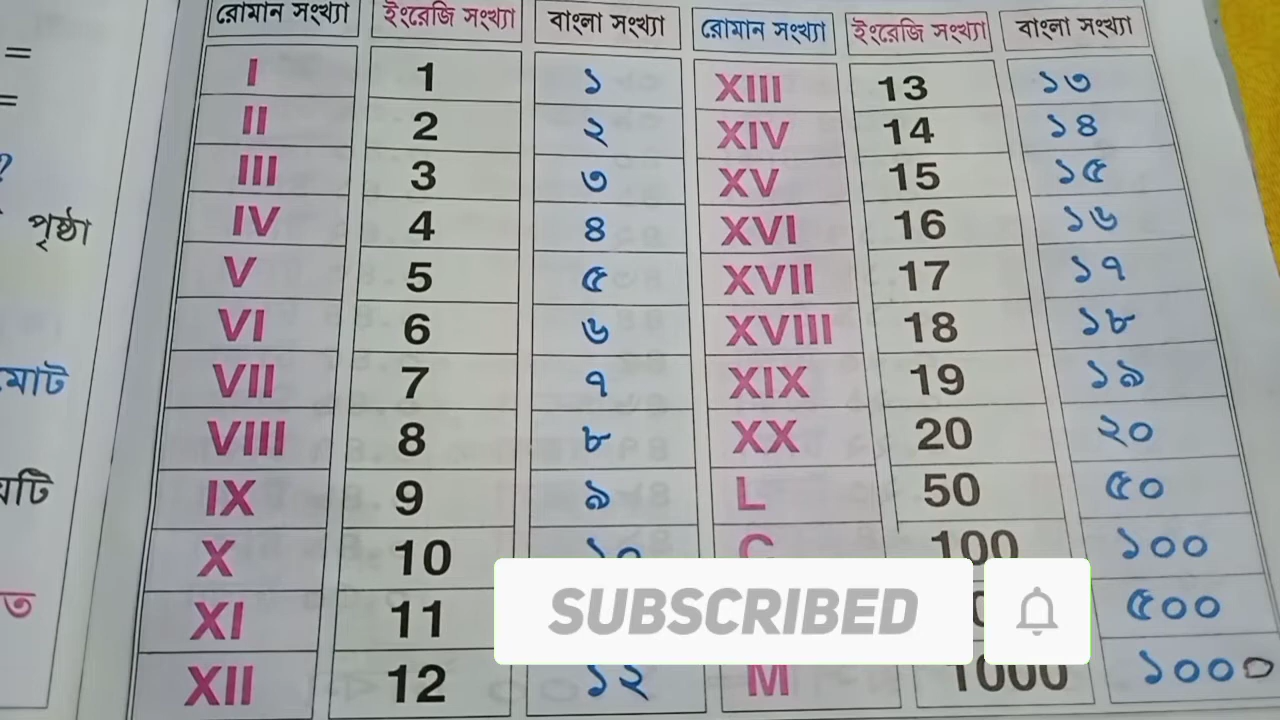 রোমান সংখ্যা ইংরেজি সংখ্যা বাংলা সংখ্যা রোমান সংখ্যা ইংরেজি সংখ্যা বাংলা সংখ্যা
I 1 ১ XIII 13 ১৩
II 2 ২ XIV 14 ১৪
III 3 ৩ XV 15 ১৫
IV 4 ৪ XVI 16 ১৬
V 5 ৫ XVII 17 ১৭
VI 6 ৬ XVIII 18 ১৮
VII 7 ৭ XIX 19 ১৯
VIII 8 ৮ XX 20 ২০
IX 9 ৯ L 50 ৫০
X 10 ১০ C 100 ১০০
XI 11 ৫০০
XII 12 ১২ M 1000 ১০০০
SUBSCRIBED
=
=
?
পৃষ্ঠা